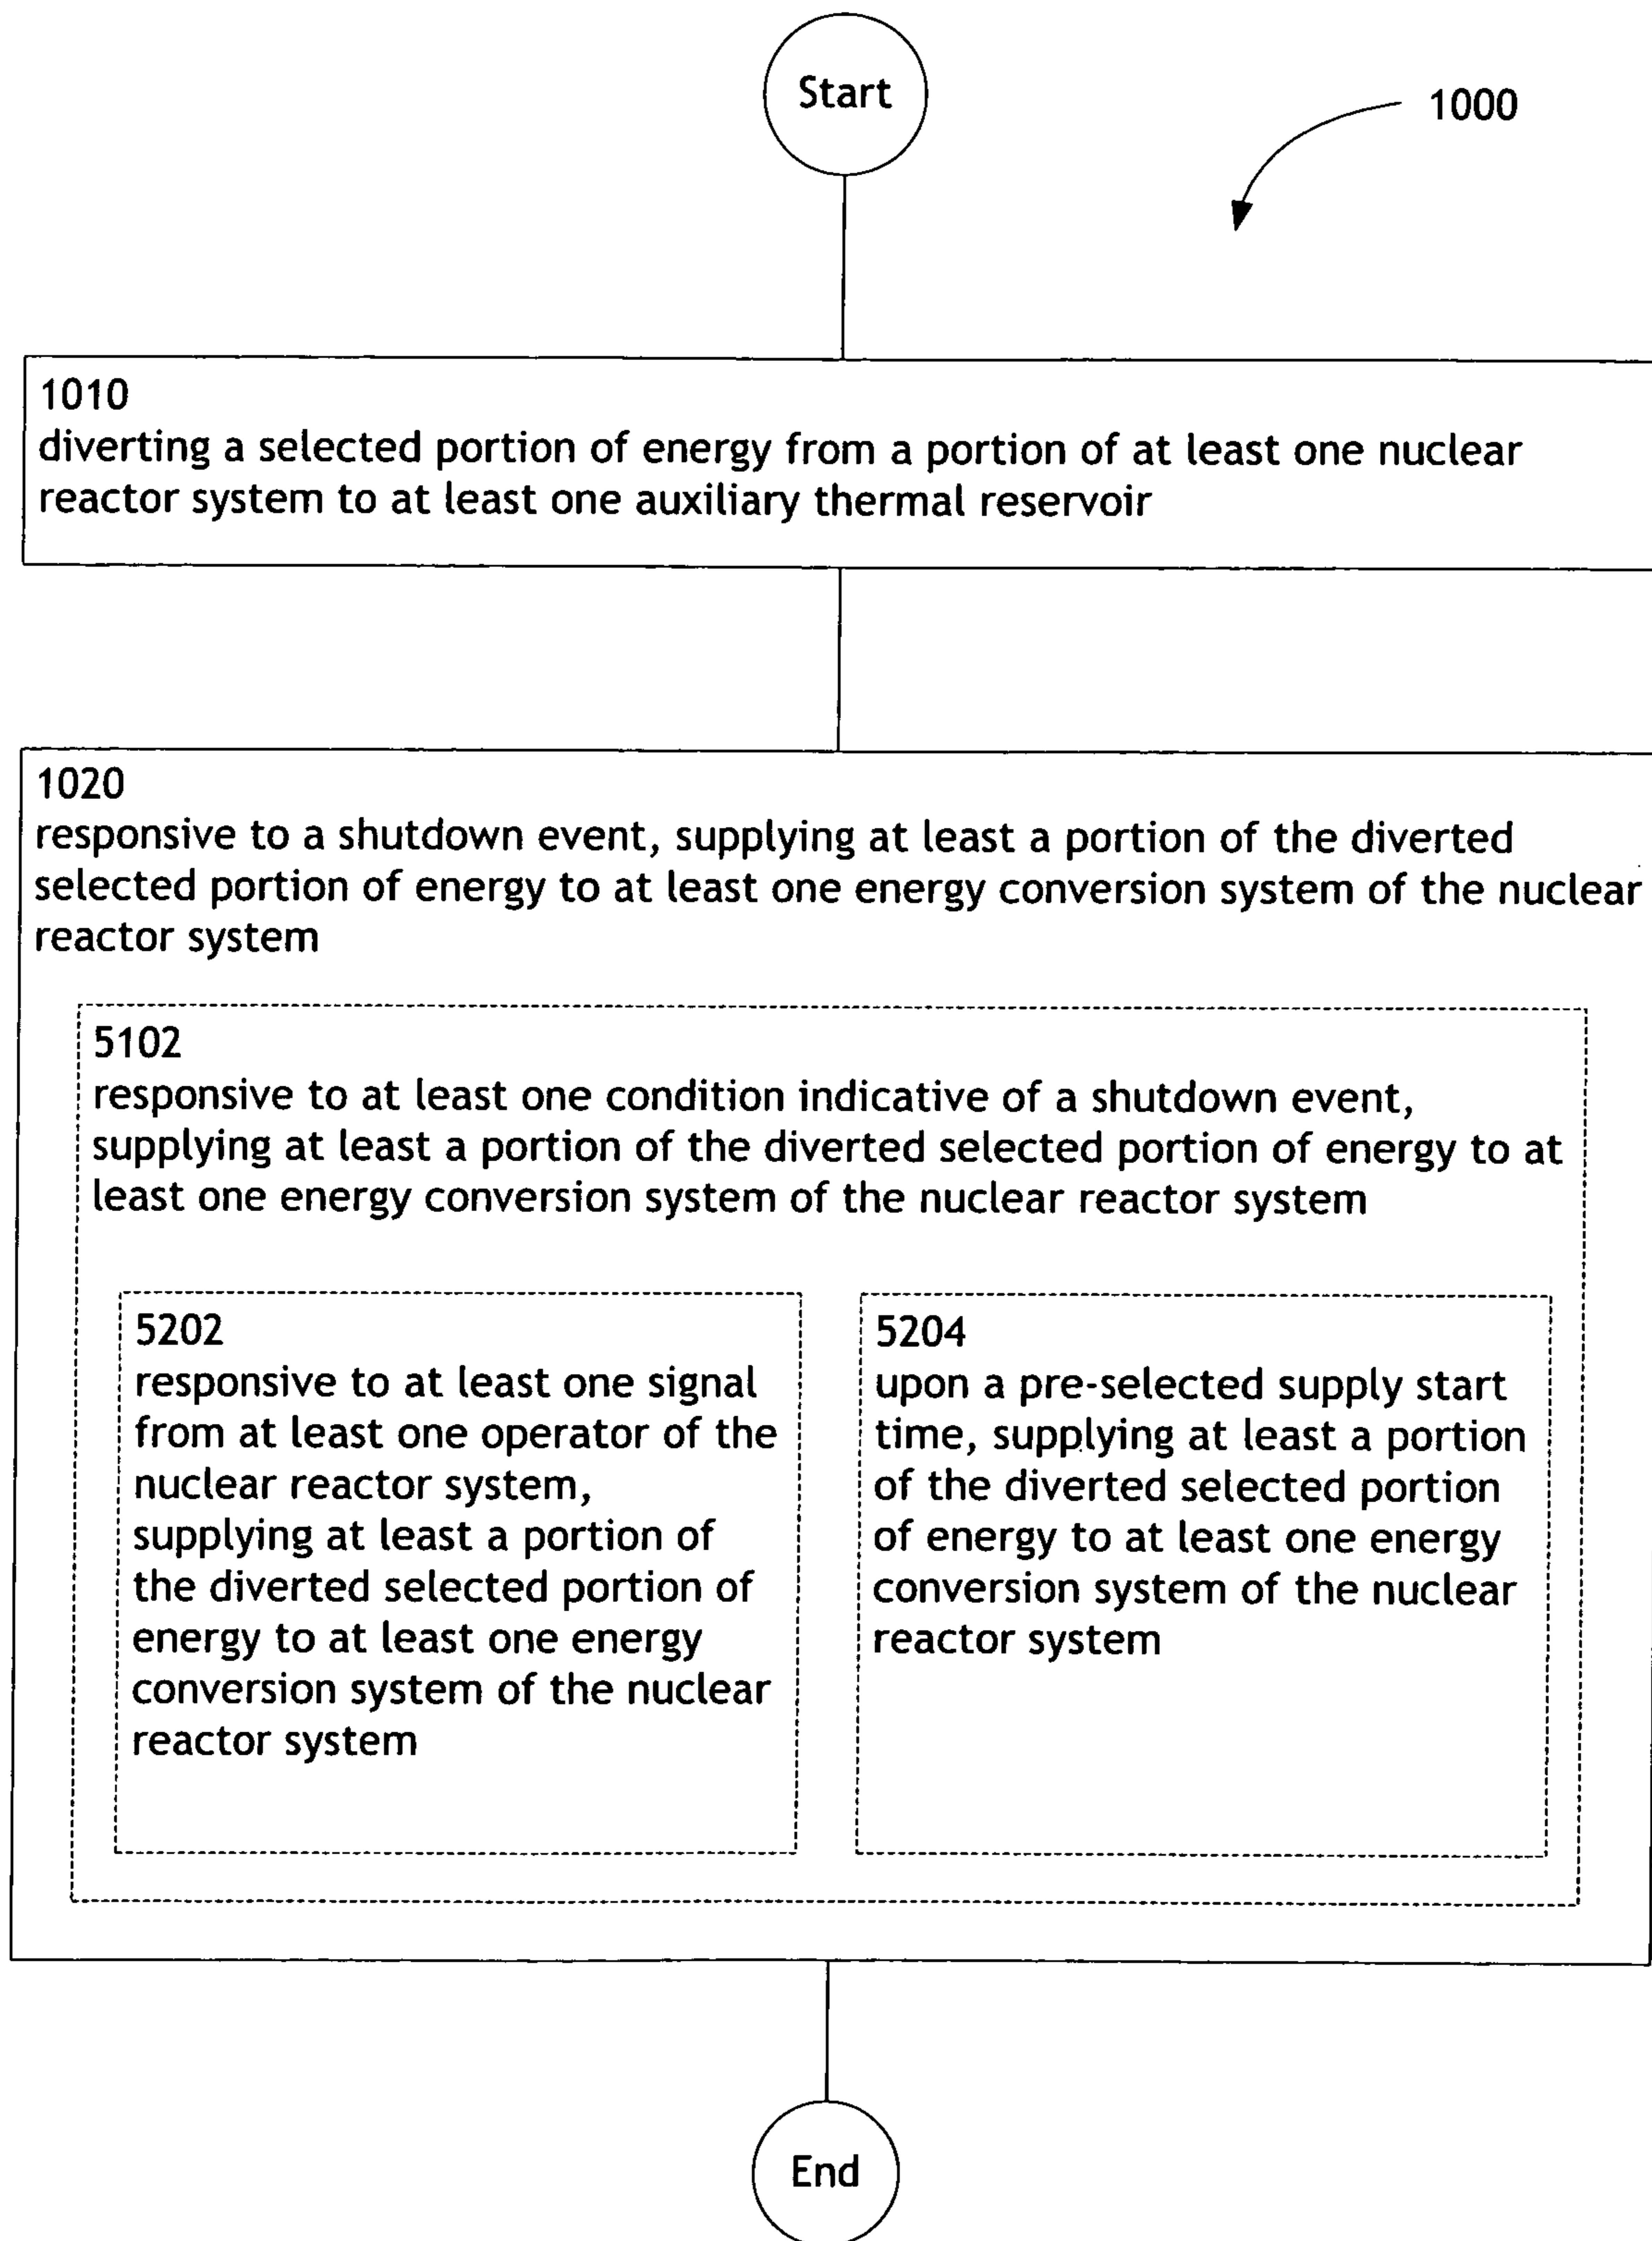 Start
1000
1010
diverting a selected portion of energy from a portion of at least one nuclear
reactor system to at least one auxiliary thermal reservoir
1020
responsive to a shutdown event, supplying at least a portion of the diverted
selected portion of energy to at least one energy conversion system of the nuclear
reactor system
5102
responsive to at least one condition indicative of a shutdown event,
supplying at least a portion of the diverted selected portion of energy to at
least one energy conversion system of the nuclear reactor system
5202
responsive to at least one signal
from at least one operator of the
nuclear reactor system,
supplying at least a portion of
the diverted selected portion of
energy to at least one energy
conversion system of the nuclear
reactor system
5204
upon a pre-selected supply start
time, supplying at least a portion
of the diverted selected portion
of energy to at least one energy
conversion system of the nuclear
reactor system
End